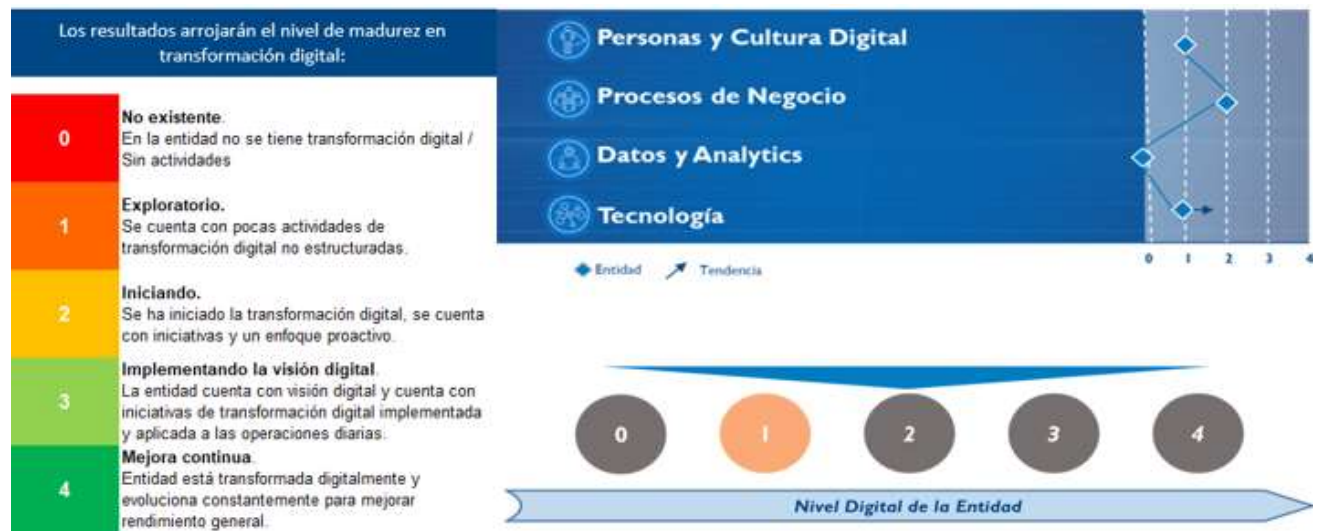 Los resultados arrojarán el nivel de madurez en
transformación digital:
0
No existente.
En la entidad no se tiene transformación digital /
Sin actividades
1
Exploratorio.
Se cuenta con pocas actividades de
transformación digital no estructuradas.
2
Iniciando.
Se ha iniciado la transformación digital, se cuenta
con iniciativas y un enfoque proactivo.
3
Implementando la visión digital.
La entidad cuenta con visión digital y cuenta con
iniciativas de transformación digital implementada
y aplicada a las operaciones diarias.
4
Mejora continua.
Entidad está transformada digitalmente y
evoluciona constantemente para mejorar
rendimiento general.
Personas y Cultura Digital
Procesos de Negocio
Datos y Analytics
Tecnología
0 1 2 3 4
Entidad Tendencia
0 1 2 3 4
Nivel Digital de la Entidad